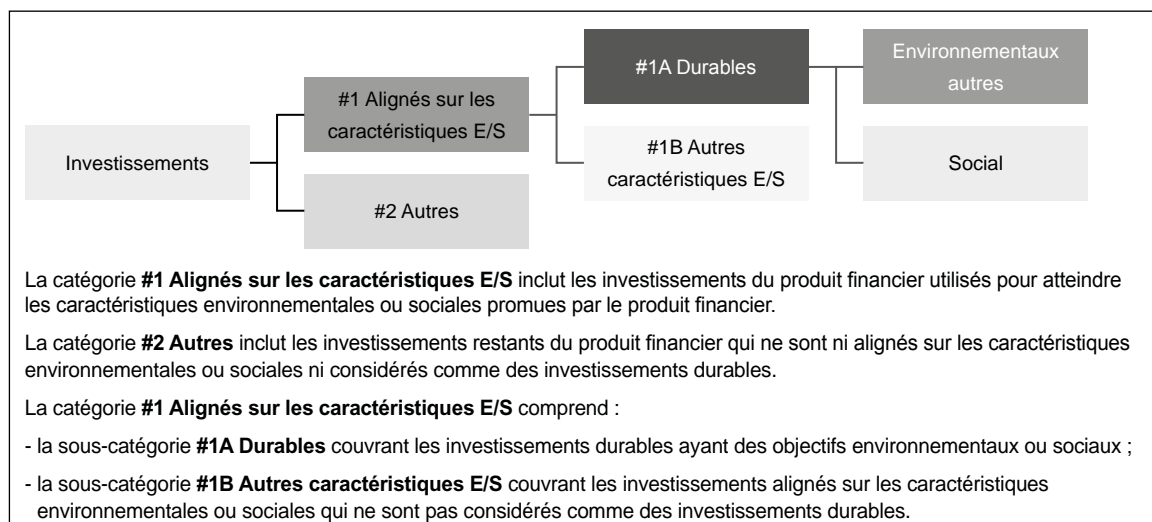 Investissements
#1 Alignés sur les
caractéristiques E/S
#2 Autres
#1A Durables
#1B Autres
caractéristiques E/S
Environnementaux
autres
Social
La catégorie #1 Alignés sur les caractéristiques E/S inclut les investissements du produit financier utilisés pour atteindre
les caractéristiques environnementales ou sociales promues par le produit financier.
La catégorie #2 Autres inclut les investissements restants du produit financier qui ne sont ni alignés sur les caractéristiques
environnementales ou sociales ni considérés comme des investissements durables.
La catégorie #1 Alignés sur les caractéristiques E/S comprend :
- la sous-catégorie #1A Durables couvrant les investissements durables ayant des objectifs environnementaux ou sociaux ;
- la sous-catégorie #1B Autres caractéristiques E/S couvrant les investissements alignés sur les caractéristiques
environnementales ou sociales qui ne sont pas considérés comme des investissements durables.